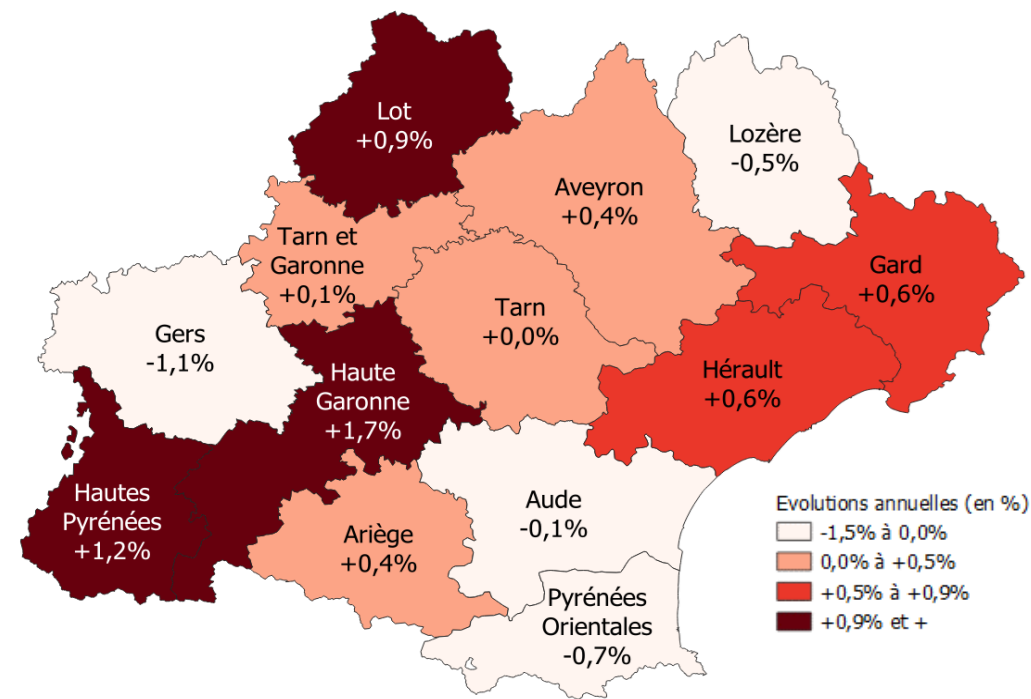 Lot
+0,9%
Lozère
-0,5%
Aveyron
+0,4%
Tarn et
Garonne
+0,1%
Gard
+0,6%
Gers
-1,1%
Tarn
+0,0%
Haute
Garonne
+1,7%
Hérault
+0,6%
Hautes
Pyrénées
+1,2%
Ariège
+0,4%
Aude
-0,1%
Pyrénées
Orientales
-0,7%
Evolutions annuelles (en %)
-1,5% à 0,0%
0,0% à +0,5%
+0,5% à +0,9%
+0,9% et +